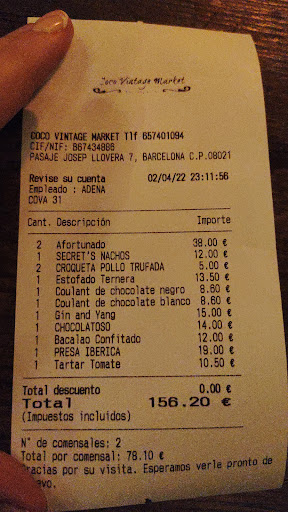 Coco Vintage Market
COCO VINTAGE MARKET Tlf 657401094
CIF/NIF: B67434868
PASAJE JOSEP LLOVERA 7, BARCELONA C.P.08021
Revise su cuenta 02/04/22 23:11:56
Empleado : ADENA
COVA 31
Cant. Descripción Importe
2 Afortunado 38.00 €
1 SECRET'S NACHOS 12.00 €
2 CROQUETA POLLO TRUFADA 5.00 €
1 Estofado Ternera 13.50 €
1 Coulant de chocolate negro 8.60 €
1 Coulant de chocolate blanco 8.60 €
1 Gin and Yang 15.00 €
1 CHOCOLATOSO 14.00 €
1 Bacalao Confitado 12.00 €
1 PRESA IBERICA 19.00 €
1 Tartar Tomate 10.50 €
Total descuento 0.00 €
Total 156.20 €
(Impuestos incluidos)
N° de comensales: 2
Total por comensal: 78.10 €
Gracias por su visita. Esperamos verle pronto de